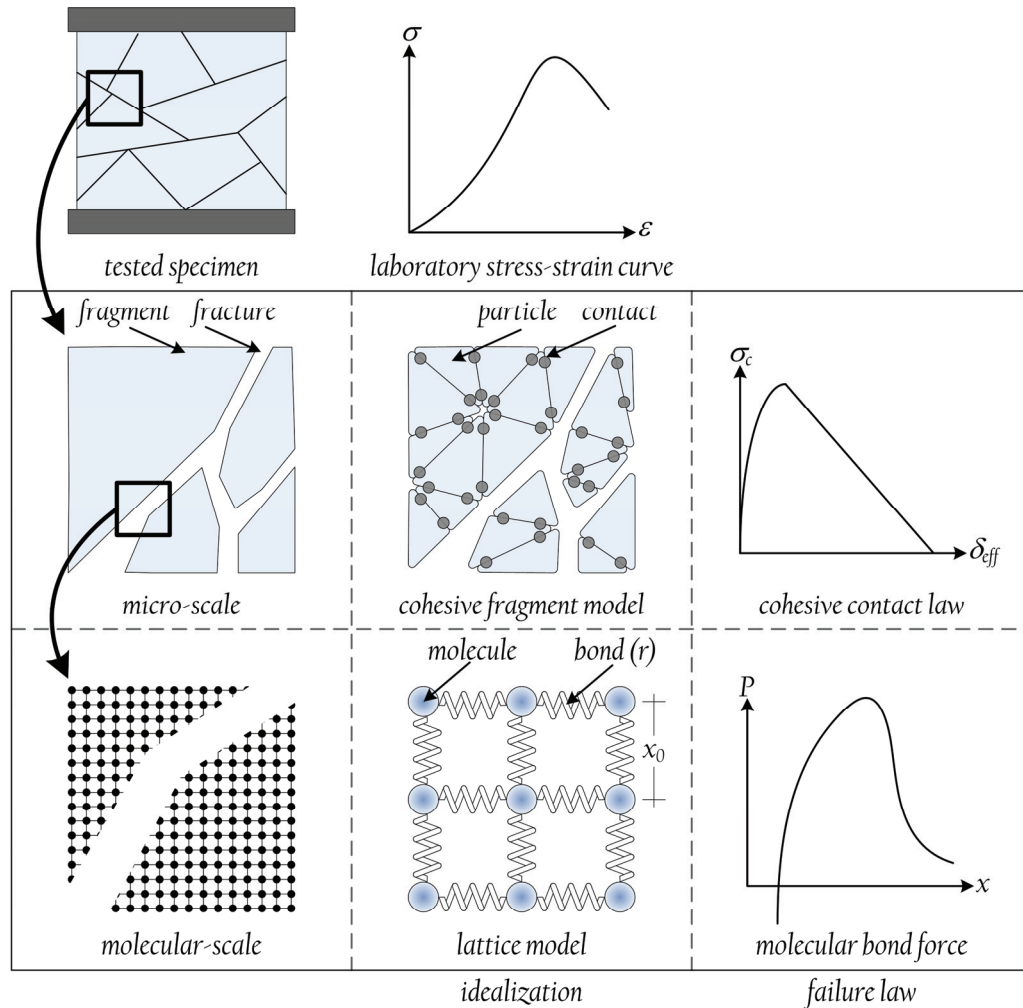 σ
ε
tested specimen
laboratory stress-strain curve
fragment
fracture
particle
contact
σc
δeff
micro-scale
cohesive fragment model
cohesive contact law
molecule
bond (r)
x0
P
x
molecular-scale
lattice model
molecular bond force
idealization
failure law